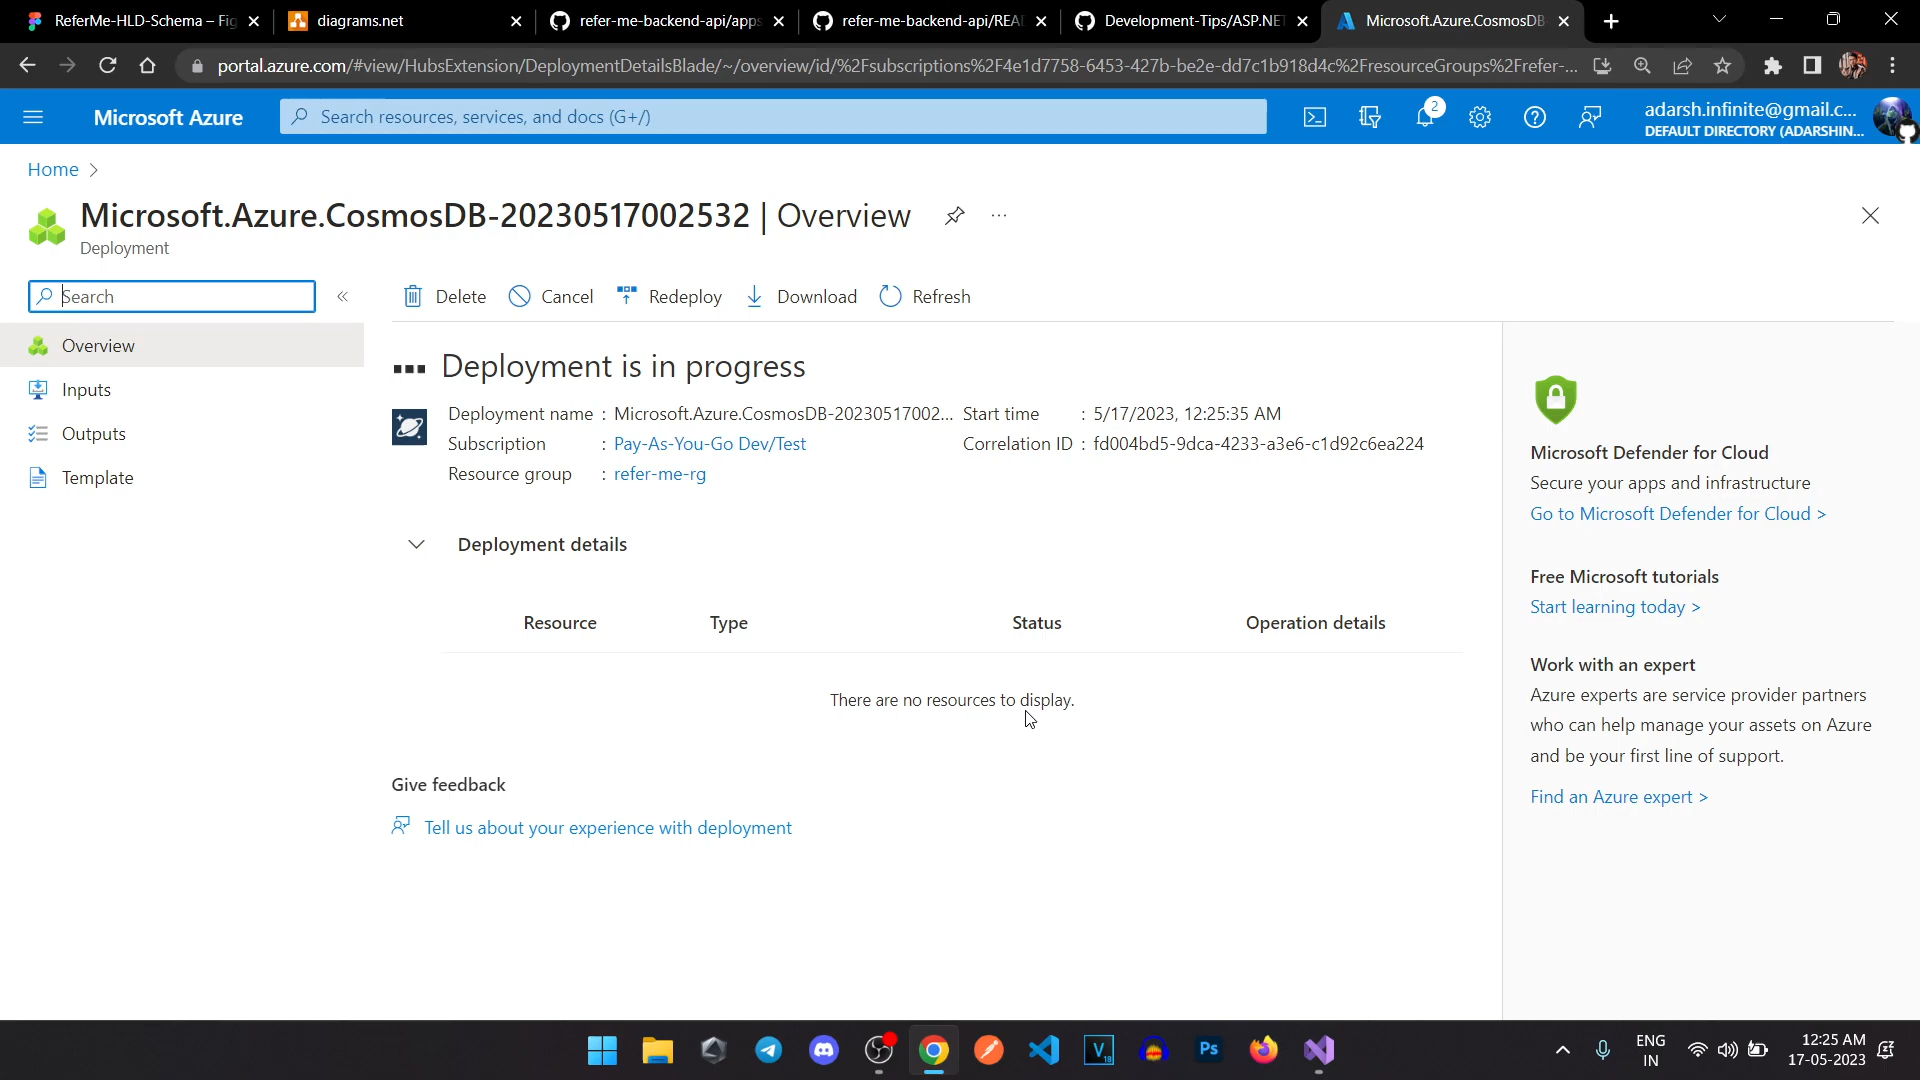 ReferMe-HLD-Schema – Fig
diagrams.net
refer-me-backend-api/apps
refer-me-backend-api/REA
Development-Tips/ASP.NET
Microsoft.Azure.CosmosDB
portal.azure.com/#view/HubsExtension/DeploymentDetailsBlade/~/overview/id/%2Fsubscriptions%2F4e1d7758-6453-427b-be2e-dd7c1b918d4c%2FresourceGroups%2Frefer-...
Microsoft Azure
Search resources, services, and docs (G+/)
2
adarsh.infinite@gmail.c...
DEFAULT DIRECTORY (ADARSHIN...
Home
Microsoft.Azure.CosmosDB-20230517002532 | Overview
Deployment
Search
Delete
Cancel
Redeploy
Download
Refresh
Overview
Inputs
Outputs
Template
Deployment is in progress
Deployment name : Microsoft.Azure.CosmosDB-20230517002...
Start time : 5/17/2023, 12:25:35 AM
Subscription : Pay-As-You-Go Dev/Test
Correlation ID : fd004bd5-9dca-4233-a3e6-c1d92c6ea224
Resource group : refer-me-rg
Deployment details
Resource Type Status Operation details
There are no resources to display.
Give feedback
Tell us about your experience with deployment
Microsoft Defender for Cloud
Secure your apps and infrastructure
Go to Microsoft Defender for Cloud >
Free Microsoft tutorials
Start learning today >
Work with an expert
Azure experts are service provider partners
who can help manage your assets on Azure
and be your first line of support.
Find an Azure expert >
V
18
Ps
ENG
IN
12:25 AM
17-05-2023